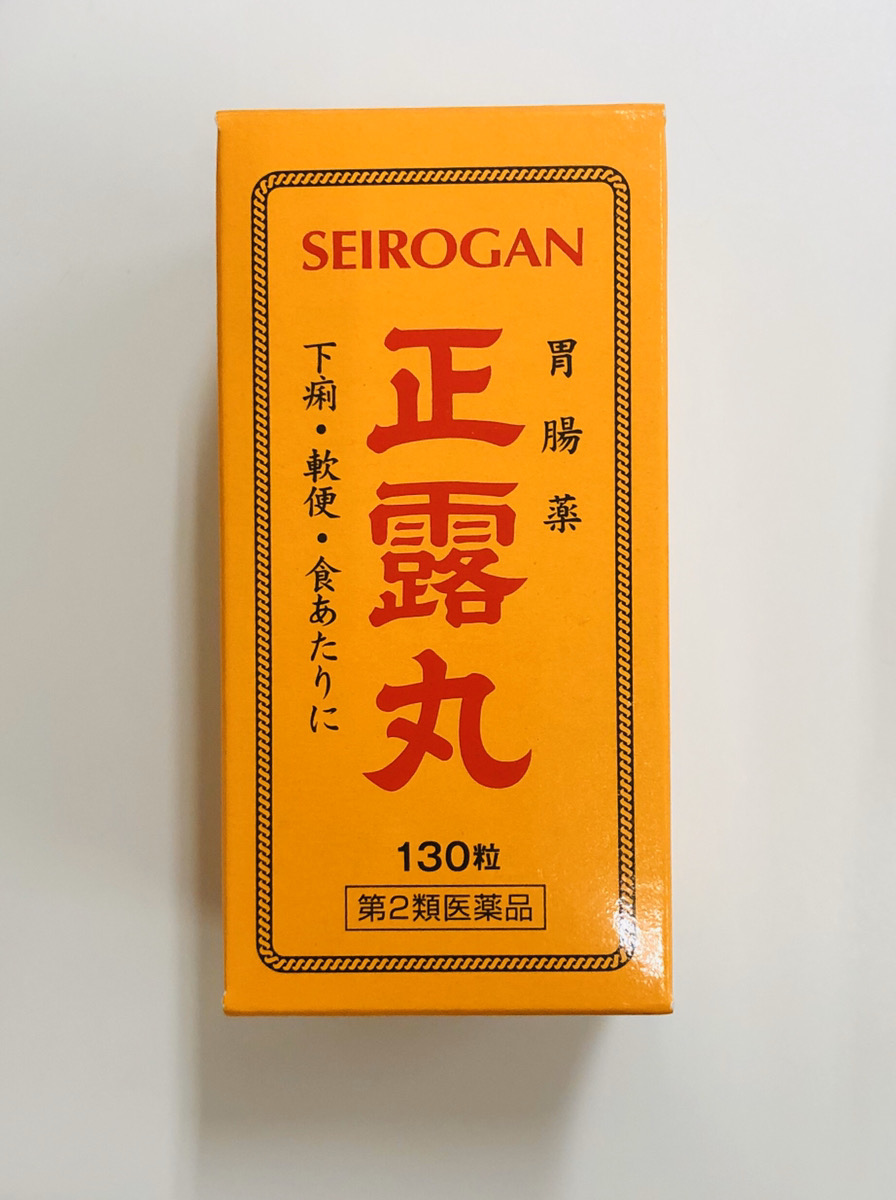 SEIROGAN
胃腸薬
正露丸
下痢・軟便・食あたりに
130粒
第2類医薬品